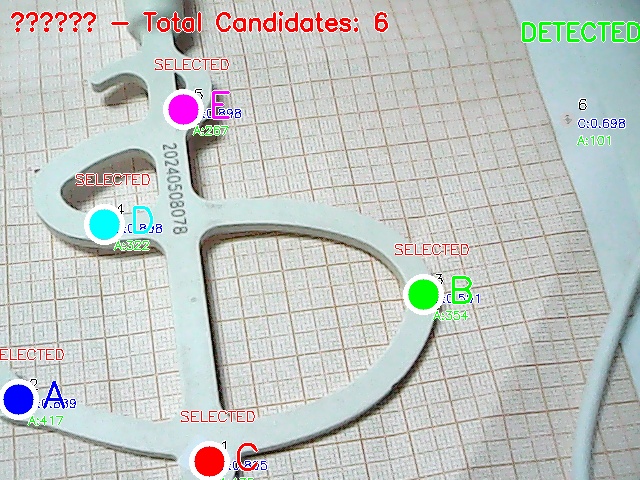 ?????? – Total Candidates: 6
DETECTED
SELECTED
5
E
A:267
6
C:0.698
A:101
20240508078
SELECTED
4
D
A:322
SELECTED
3
B
A:354
SELECTED
2
A
A:417
SELECTED
1
C